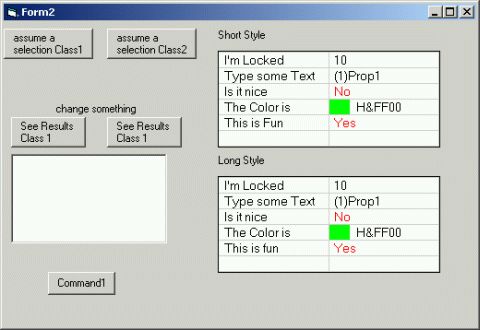 Form2
assume a
selection Class1
assume a
selection Class2
change something
See Results
Class 1
See Results
Class 1
Command1
Short Style
I'm Locked 10
Type some Text (1)Prop1
Is it nice No
The Color is H&FF00
This is Fun Yes
Long Style
I'm Locked 10
Type some Text (1)Prop1
Is it nice No
The Color is H&FF00
This is fun Yes